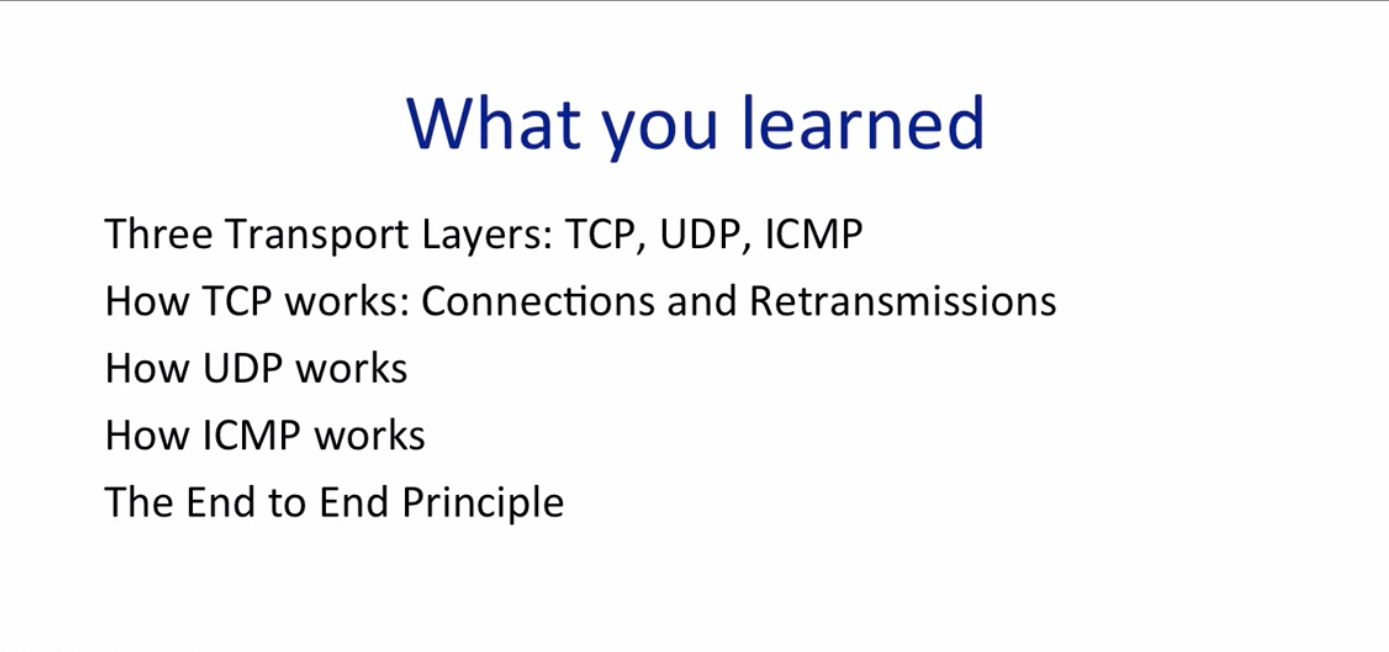 What you learned
Three Transport Layers: TCP, UDP, ICMP
How TCP works: Connections and Retransmissions
How UDP works
How ICMP works
The End to End Principle